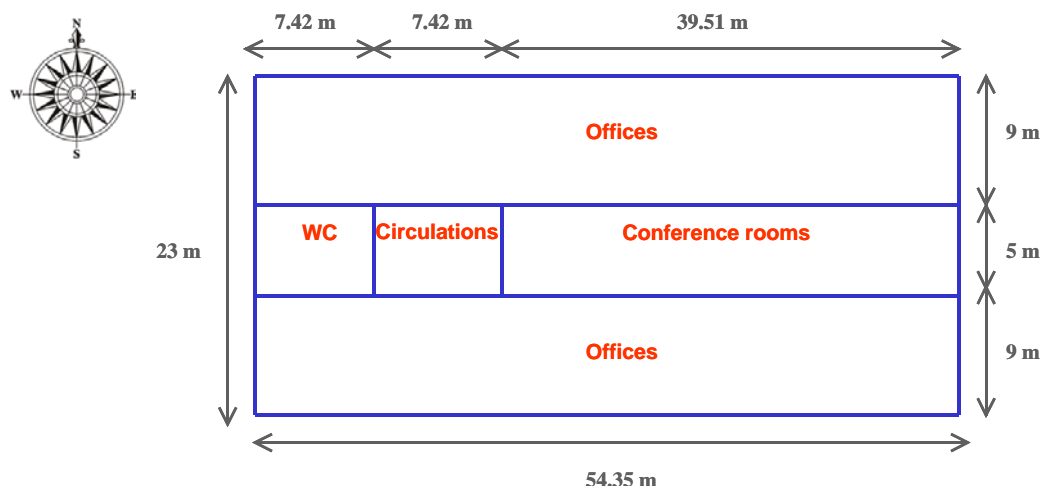 7.42 m 7.42 m 39.51 m
N
W E
S
Offices 9 m
WC Circulations Conference rooms
23 m 5 m
Offices 9 m
54.35 m